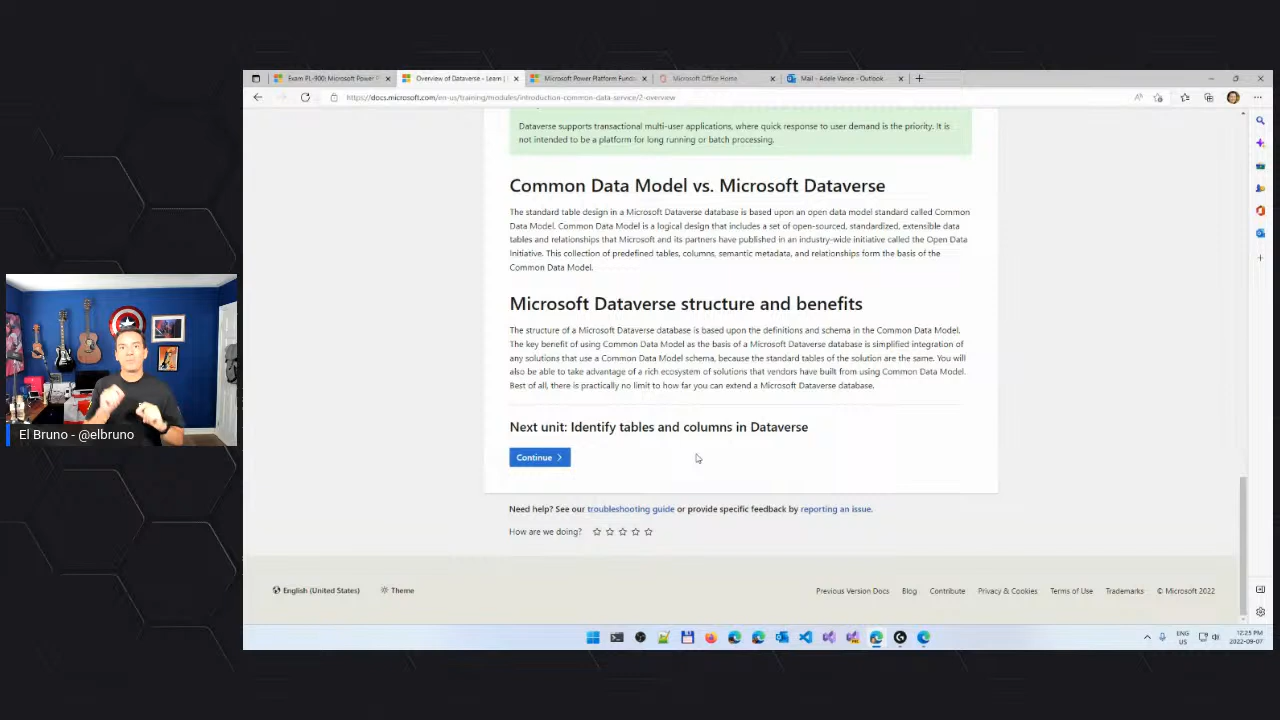 Exam PL-900: Microsoft Power P
Overview of Dataverse - Learn |
Microsoft Power Platform Fund
Microsoft Office Home
Mail - Adele Vance - Outlook
https://docs.microsoft.com/en-us/training/modules/introduction-common-data-service/2-overview
Dataverse supports transactional multi-user applications, where quick response to user demand is the priority. It is
not intended to be a platform for long running or batch processing.
Common Data Model vs. Microsoft Dataverse
The standard table design in a Microsoft Dataverse database is based upon an open data model standard called Common
Data Model. Common Data Model is a logical design that includes a set of open-sourced, standardized, extensible data
tables and relationships that Microsoft and its partners have published in an industry-wide initiative called the Open Data
Initiative. This collection of predefined tables, columns, semantic metadata, and relationships form the basis of the
Common Data Model.
Microsoft Dataverse structure and benefits
The structure of a Microsoft Dataverse database is based upon the definitions and schema in the Common Data Model.
The key benefit of using Common Data Model as the basis of a Microsoft Dataverse database is simplified integration of
any solutions that use a Common Data Model schema, because the standard tables of the solution are the same. You will
also be able to take advantage of a rich ecosystem of solutions that vendors have built from using Common Data Model.
Best of all, there is practically no limit to how far you can extend a Microsoft Dataverse database.
Next unit: Identify tables and columns in Dataverse
Continue
Need help? See our troubleshooting guide or provide specific feedback by reporting an issue.
How are we doing?
El Bruno - @elbruno
English (United States)
Theme
Previous Version Docs
Blog
Contribute
Privacy & Cookies
Terms of Use
Trademarks
© Microsoft 2022
ENG
US
12:25 PM
2022-09-07